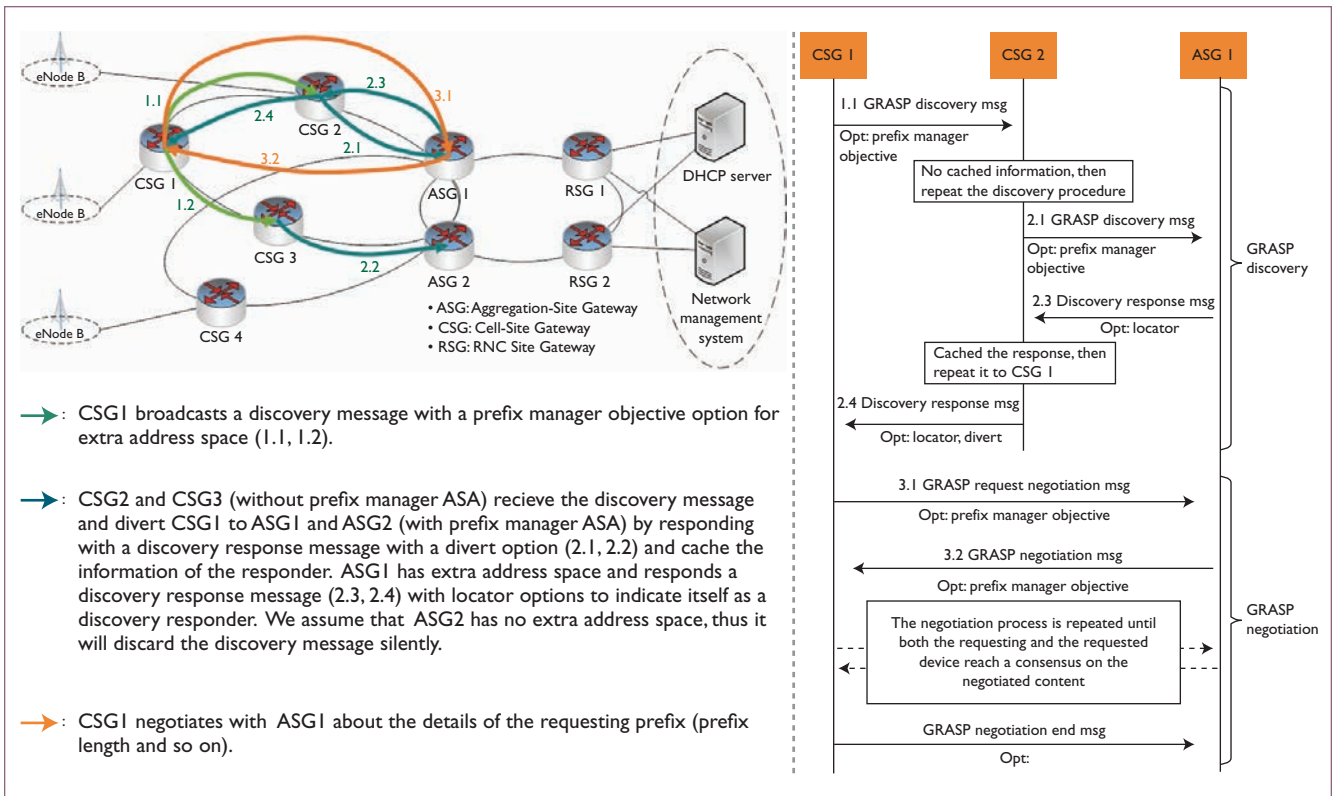 eNode B
eNode B
eNode B
1.1
2.4
2.3
3.1
CSG 2
2.1
3.2
CSG 1
1.2
ASG 1
RSG 1
DHCP server
CSG 3
2.2
ASG 2
RSG 2
CSG 4
Network
management
system
• ASG: Aggregation-Site Gateway
• CSG: Cell-Site Gateway
• RSG: RNC Site Gateway
: CSG1 broadcasts a discovery message with a prefix manager objective option for
extra address space (1.1, 1.2).
: CSG2 and CSG3 (without prefix manager ASA) recieve the discovery message
and divert CSG1 to ASG1 and ASG2 (with prefix manager ASA) by responding
with a discovery response message with a divert option (2.1, 2.2) and cache the
information of the responder. ASG1 has extra address space and responds a
discovery response message (2.3, 2.4) with locator options to indicate itself as a
discovery responder. We assume that ASG2 has no extra address space, thus it
will discard the discovery message silently.
: CSG1 negotiates with ASG1 about the details of the requesting prefix (prefix
length and so on).
CSG 1
CSG 2
ASG 1
1.1 GRASP discovery msg
Opt: prefix manager
objective
No cached information, then
repeat the discovery procedure
2.1 GRASP discovery msg
Opt: prefix manager
objective
2.3 Discovery response msg
Opt: locator
Cached the response, then
repeat it to CSG 1
2.4 Discovery response msg
Opt: locator, divert
GRASP
discovery
3.1 GRASP request negotiation msg
Opt: prefix manager objective
3.2 GRASP negotiation msg
Opt: prefix manager objective
The negotiation process is repeated until
both the requesting and the requested
device reach a consensus on the
negotiated content
GRASP negotiation end msg
Opt:
GRASP
negotiation